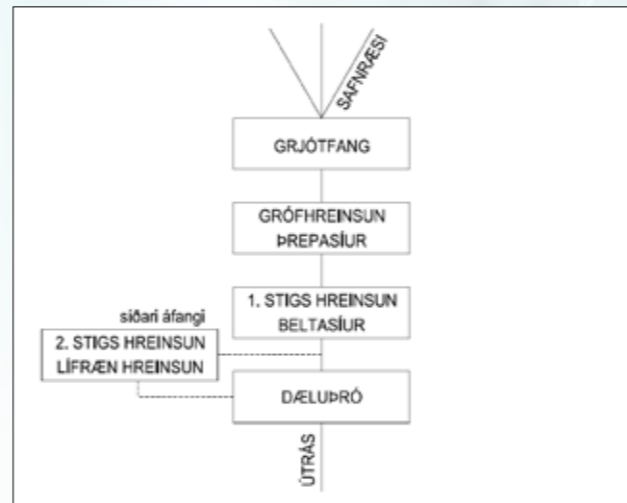 SAFNRÆSI
GRJÓTFANG
GRÓFHREINSUN
ÞREPASÍUR
1. STIGS HREINSUN
BELTASÍUR
síðari áfangi
2. STIGS HREINSUN
LÍFRÆN HREINSUN
DÆLUÞRÓ
ÚTRÁS